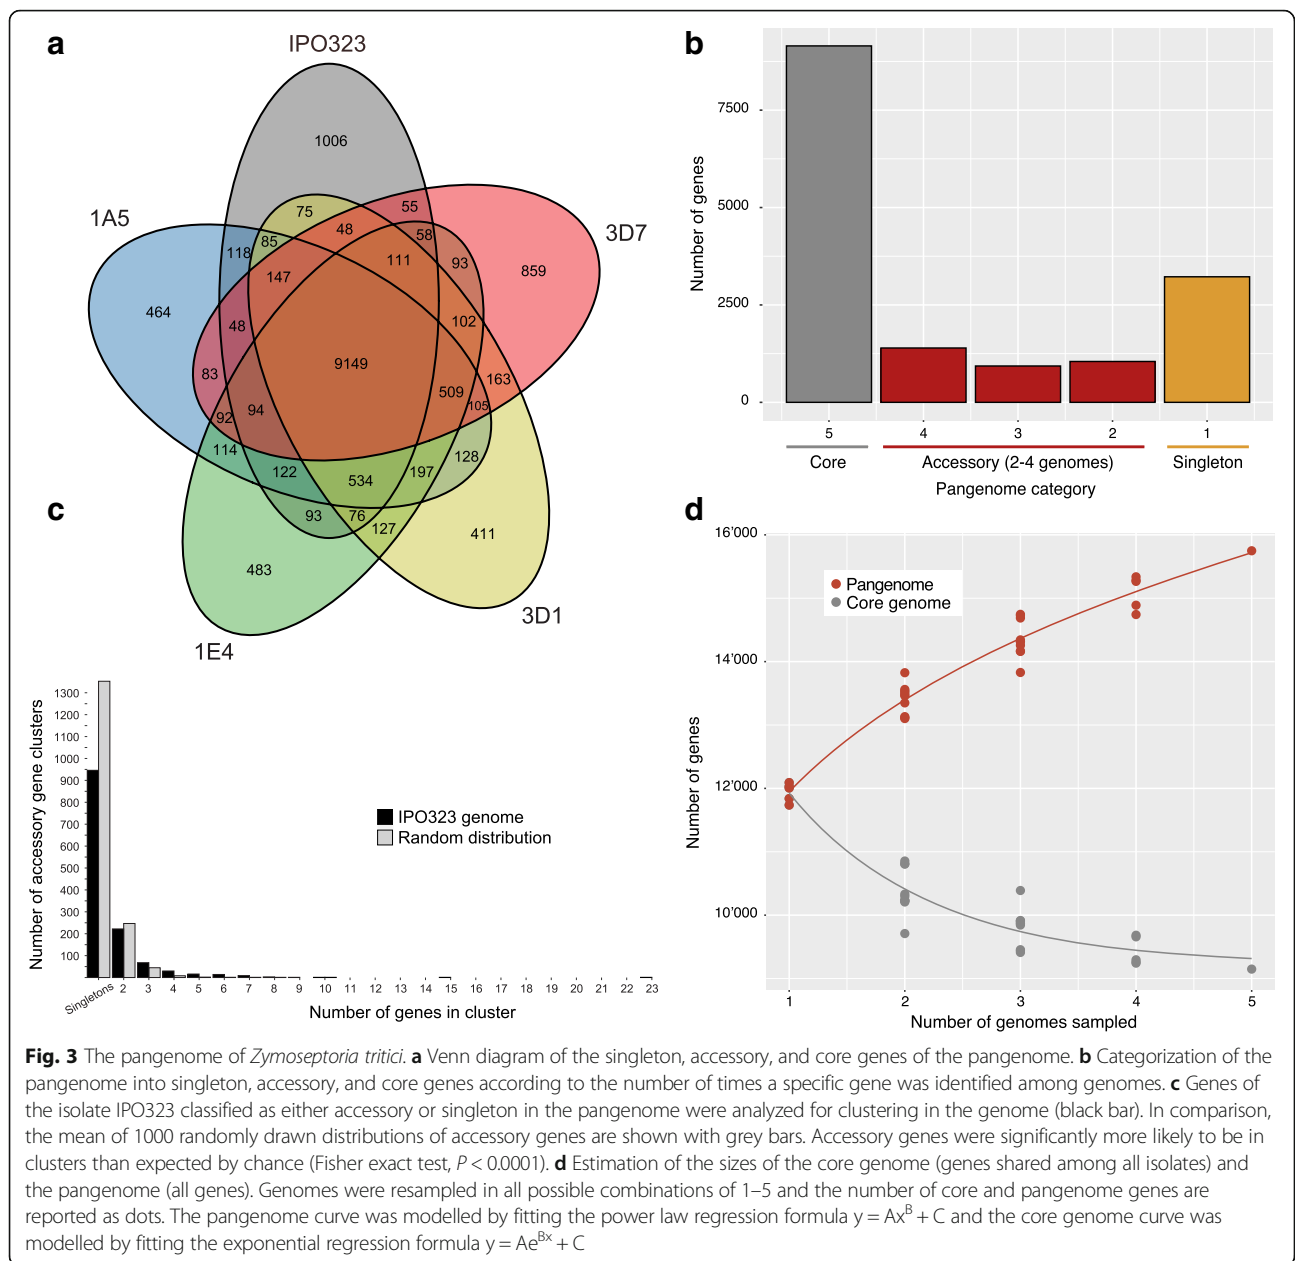 a
IPO323
1006
1A5
3D7
75
55
48
58
85
118
111
93
859
147
464
48
102
9149
83
163
509
105
94
92
114
128
122
197
534
93
76
127
411
483
3D1
1E4
b
Number of genes
7500
5000
2500
0
5 4 3 2 1
Core Accessory (2-4 genomes) Singleton
Pangenome category
c
Number of accessory gene clusters
1300
1200
1100
1000
900
800
700
600
500
400
300
200
100
IPO323 genome
Random distribution
Singletons 2 3 4 5 6 7 8 9 10 11 12 13 14 15 16 17 18 19 20 21 22 23
Number of genes in cluster
d
Number of genes
16’000
14’000
12’000
10’000
Pangenome
Core genome
1 2 3 4 5
Number of genomes sampled
Fig. 3 The pangenome of Zymoseptoria tritici. a Venn diagram of the singleton, accessory, and core genes of the pangenome. b Categorization of the
pangenome into singleton, accessory, and core genes according to the number of times a specific gene was identified among genomes. c Genes of
the isolate IPO323 classified as either accessory or singleton in the pangenome were analyzed for clustering in the genome (black bar). In comparison,
the mean of 1000 randomly drawn distributions of accessory genes are shown with grey bars. Accessory genes were significantly more likely to be in
clusters than expected by chance (Fisher exact test, P < 0.0001). d Estimation of the sizes of the core genome (genes shared among all isolates) and
the pangenome (all genes). Genomes were resampled in all possible combinations of 1–5 and the number of core and pangenome genes are
reported as dots. The pangenome curve was modelled by fitting the power law regression formula y = Ax^B + C and the core genome curve was
modelled by fitting the exponential regression formula y = Ae^Bx + C